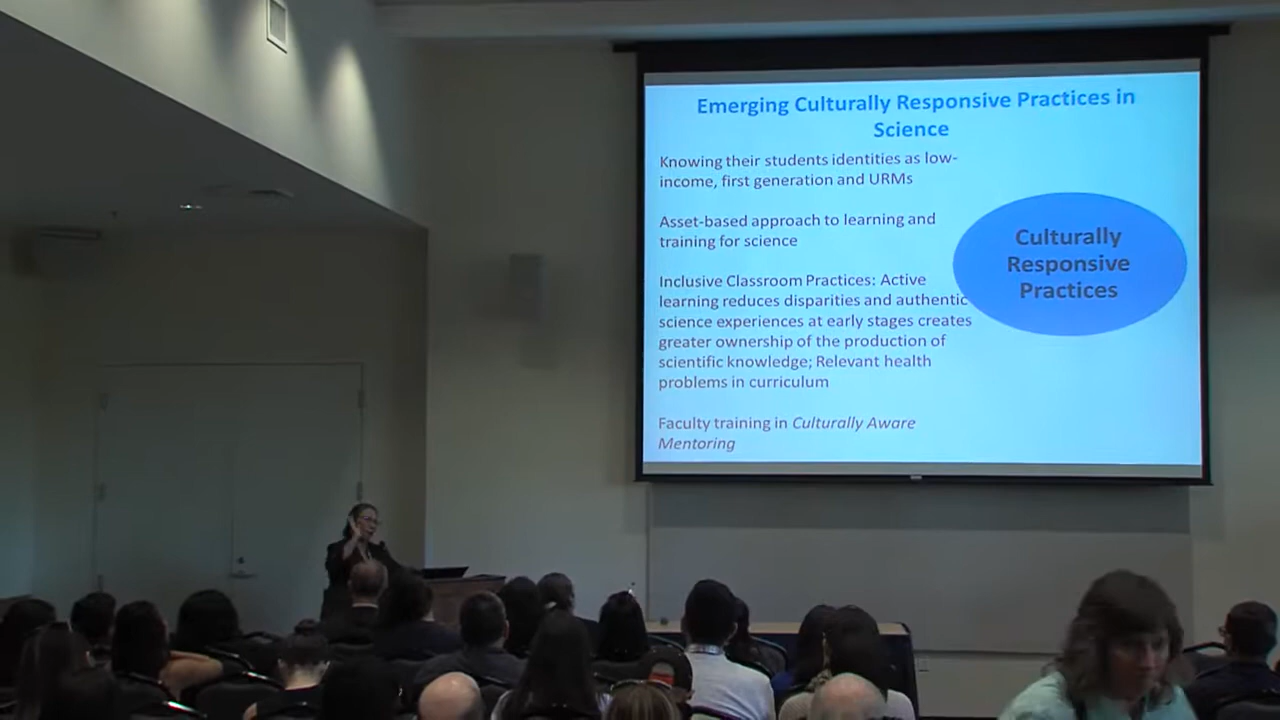 Emerging Culturally Responsive Practices in
Science
Knowing their students identities as low-
income, first generation and URMs
Asset-based approach to learning and
training for science
Inclusive Classroom Practices: Active
learning reduces disparities and authentic
science experiences at early stages creates
greater ownership of the production of
scientific knowledge; Relevant health
problems in curriculum
Faculty training in Culturally Aware
Mentoring
Culturally
Responsive
Practices